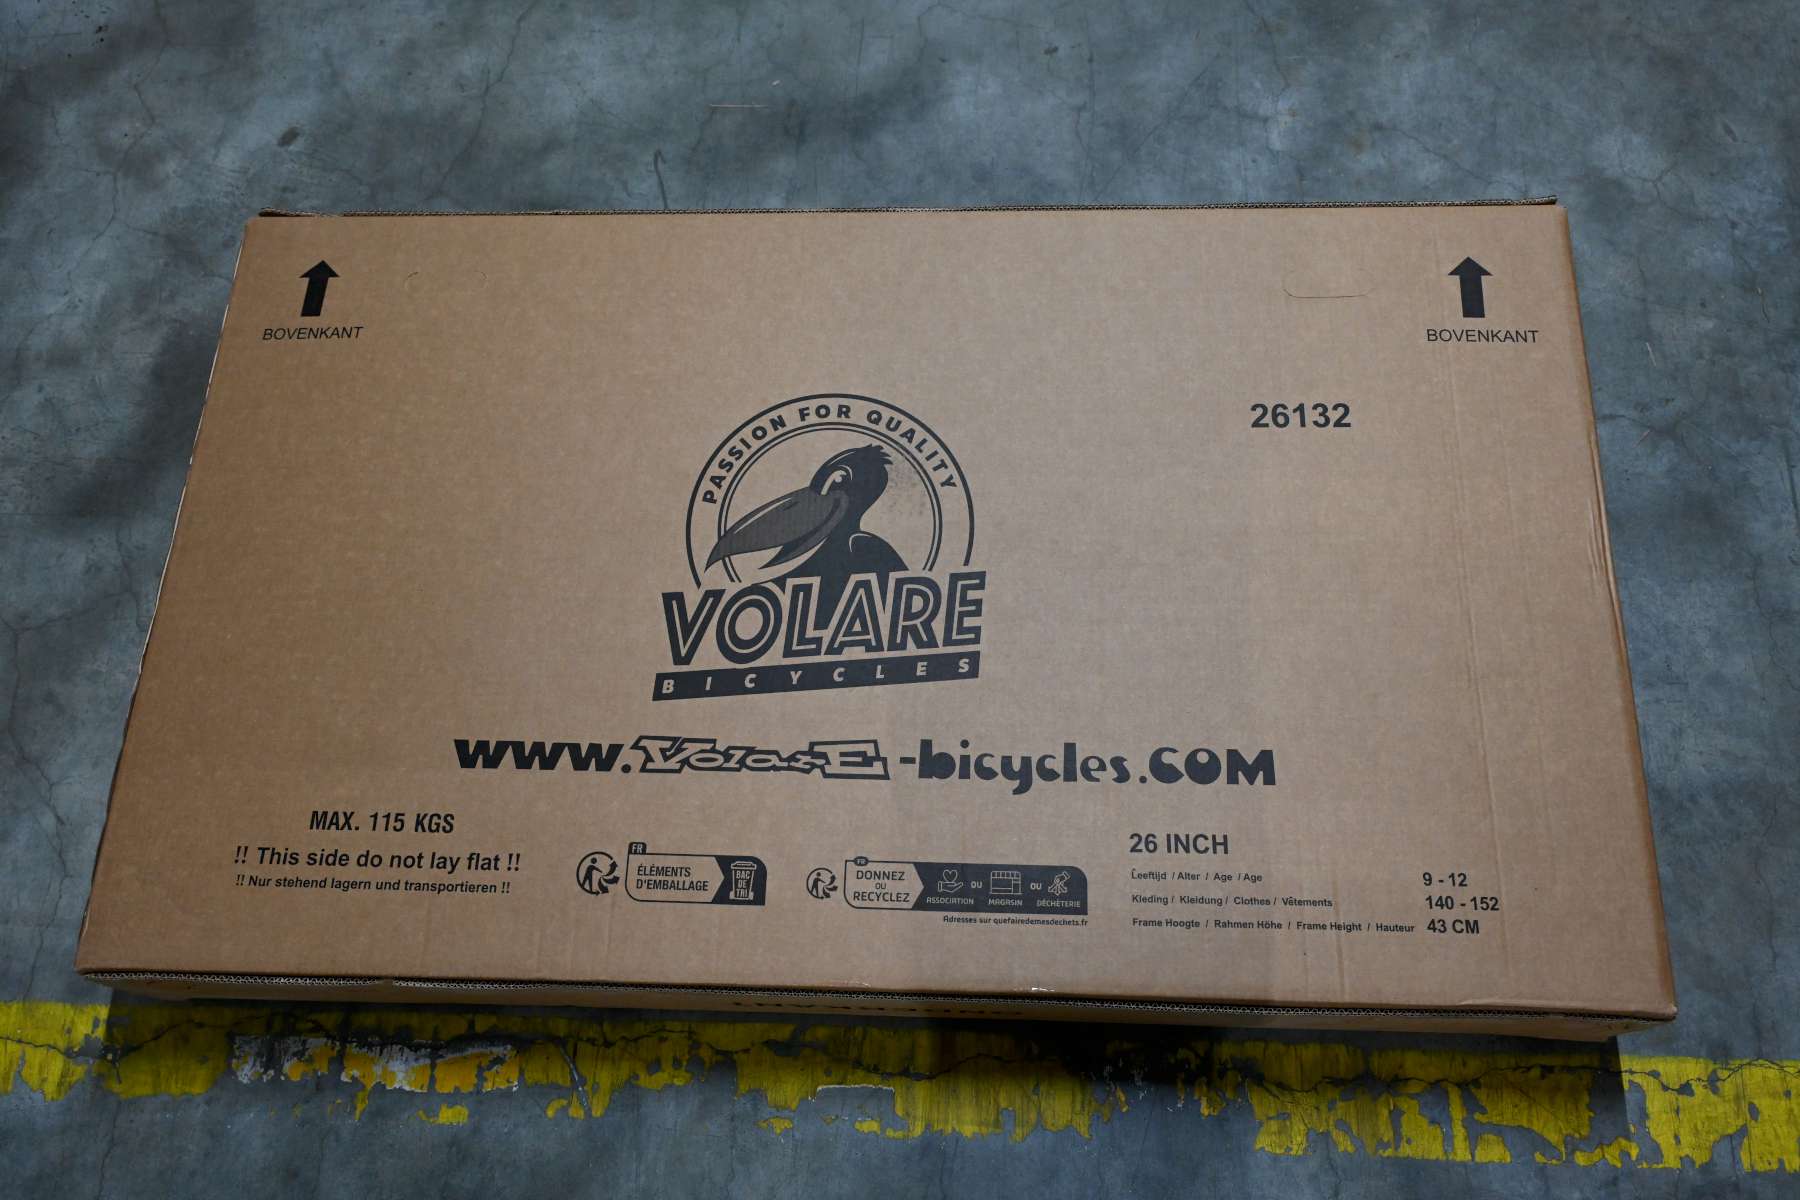 BOVENKANT
BOVENKANT
26132
PASSION FOR QUALITY
VOLARE
BICYCLES
www.VolarE-bicycles.COM
MAX. 115 KGS
!! This side do not lay flat !!
!! Nur stehend lagern und transportieren !!
FR
ÉLÉMENTS
D'EMBALLAGE
BAC
DE
TRI
FR
DONNEZ
OU
RECYCLEZ
ASSOCIATION
OU
MAGASIN
OU
DÉCHÈTERIE
Adresses sur quefairedemesdechets.fr
26 INCH
Leeftijd / Alter / Age / Age 9 - 12
Kleding / Kleidung / Clothes / Vêtements 140 - 152
Frame Hoogte / Rahmen Höhe / Frame Height / Hauteur 43 CM